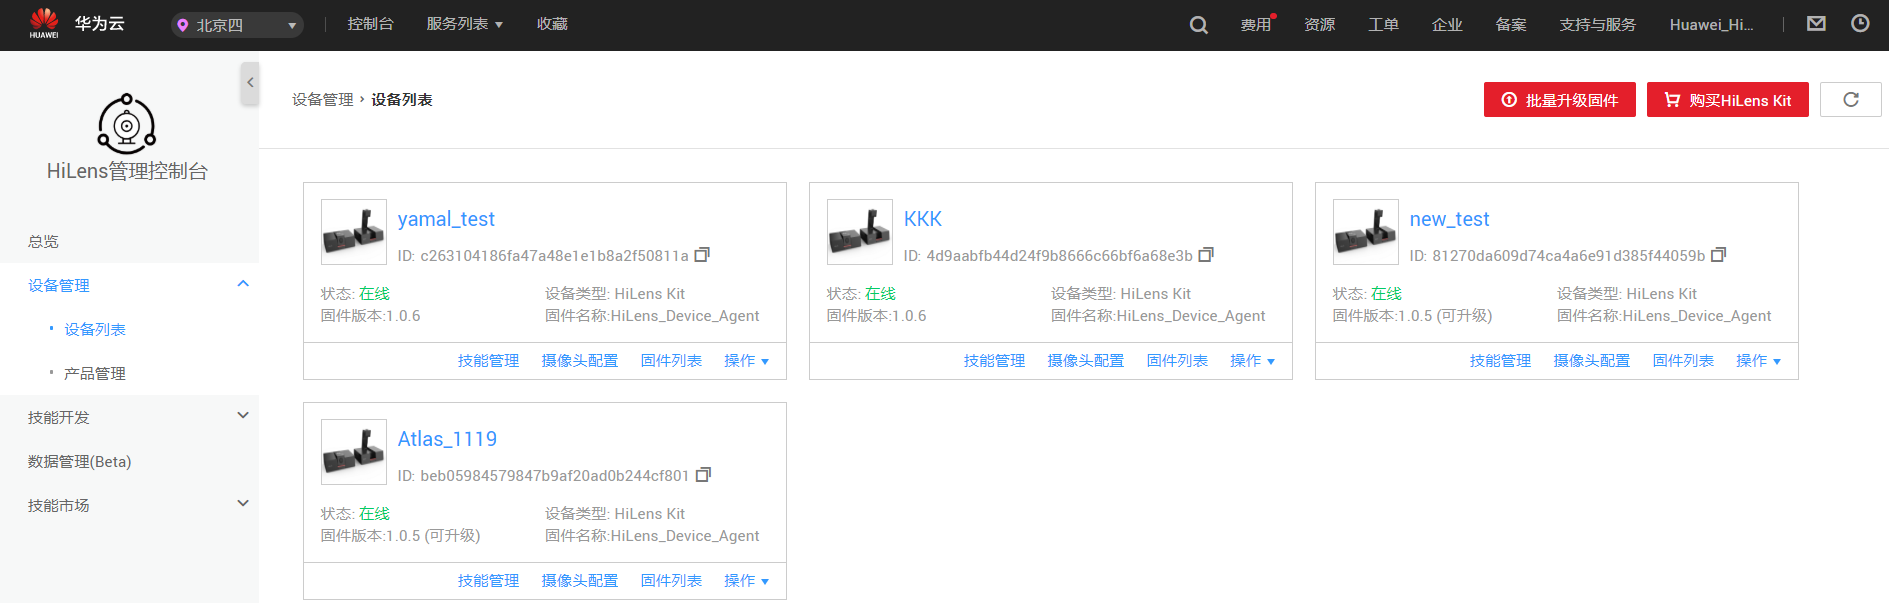 HUAWEI 华为云 北京四 控制台 服务列表 收藏 费用 资源 工单 企业 备案 支持与服务 Huawei_Hi...
HiLens管理控制台
总览
设备管理
设备列表
产品管理
技能开发
数据管理(Beta)
技能市场
设备管理 › 设备列表
批量升级固件 购买HiLens Kit
yamal_test
ID: c263104186fa47a48e1e1b8a2f50811a
状态: 在线 设备类型: HiLens Kit
固件版本:1.0.6 固件名称:HiLens_Device_Agent
技能管理 摄像头配置 固件列表 操作
KKK
ID: 4d9aabfb44d24f9b8666c66bf6a68e3b
状态: 在线 设备类型: HiLens Kit
固件版本:1.0.6 固件名称:HiLens_Device_Agent
技能管理 摄像头配置 固件列表 操作
new_test
ID: 81270da609d74ca4a6e91d385f44059b
状态: 在线 设备类型: HiLens Kit
固件版本:1.0.5 (可升级) 固件名称:HiLens_Device_Agent
技能管理 摄像头配置 固件列表 操作
Atlas_1119
ID: beb05984579847b9af20ad0b244cf801
状态: 在线 设备类型: HiLens Kit
固件版本:1.0.5 (可升级) 固件名称:HiLens_Device_Agent
技能管理 摄像头配置 固件列表 操作